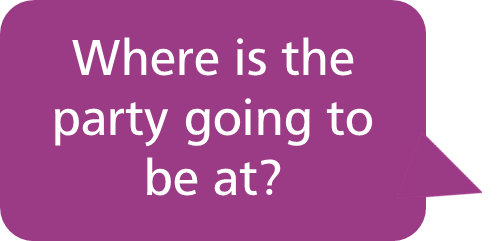 Where is the
party going to
be at?